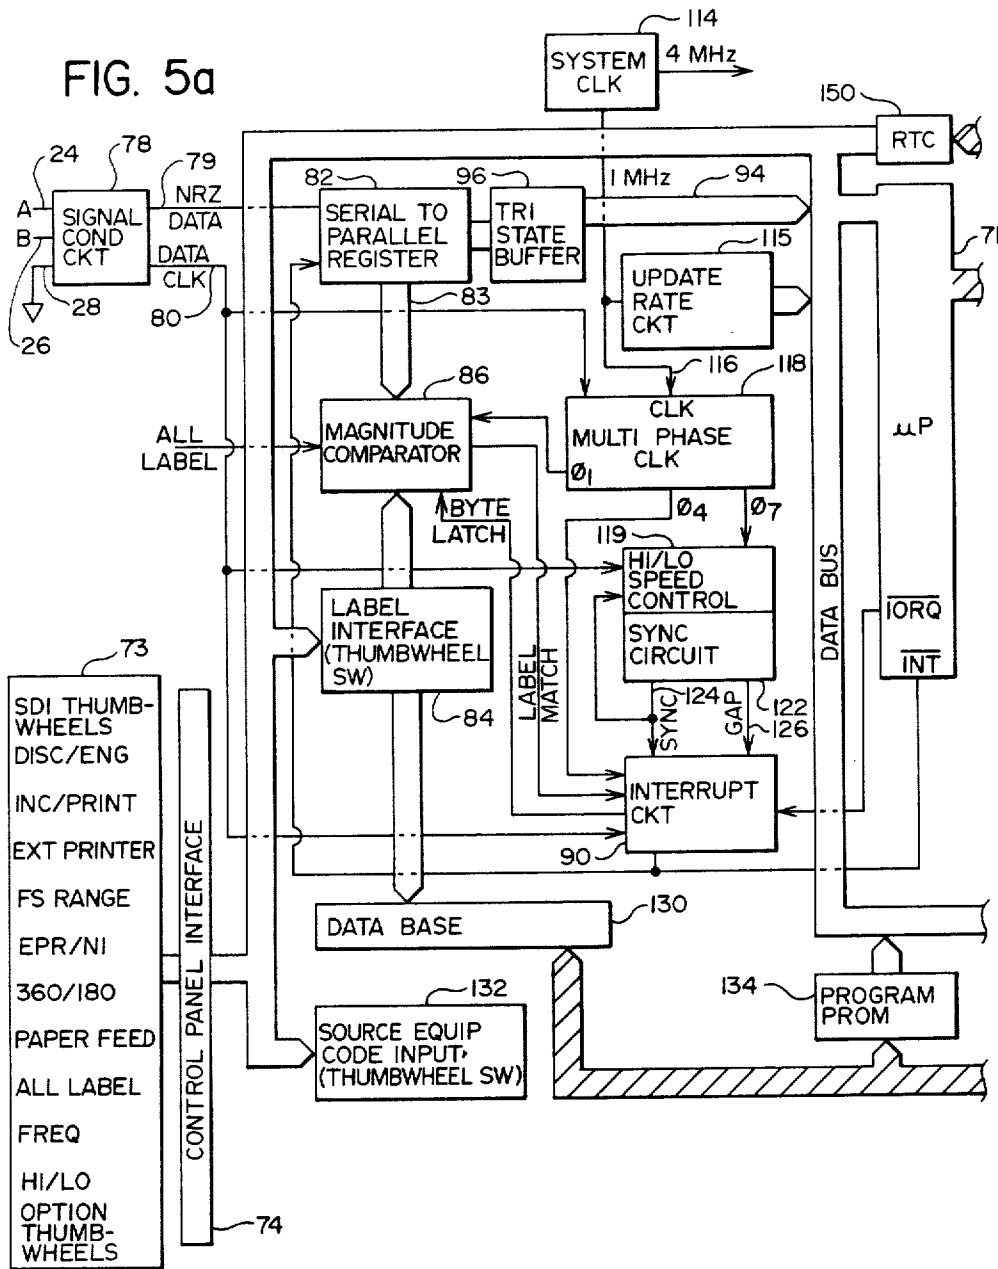 FIG. 5a
114
SYSTEM
CLK
4 MHz
150
RTC
24
78
79
A
B
SIGNAL
COND
CKT
NRZ
DATA
DATA
CLK
28
26
80
82
SERIAL TO
PARALLEL
REGISTER
83
96
TRI
STATE
BUFFER
1 MHz
94
115
UPDATE
RATE
CKT
71
116
118
CLK
MULTI PHASE
CLK
Ø1
Ø4
Ø7
86
MAGNITUDE
COMPARATOR
ALL
LABEL
BYTE
LATCH
119
HI/LO
SPEED
CONTROL
SYNC
CIRCUIT
μP
IORQ
INT
DATA BUS
LABEL
INTERFACE
(THUMBWHEEL
SW)
84
LABEL
MATCH
124
SYNC
GAP
122
126
INTERRUPT
CKT
90
73
SDI THUMB-
WHEELS
DISC/ENG
INC/PRINT
EXT PRINTER
FS RANGE
EPR/NI
360/180
PAPER FEED
ALL LABEL
FREQ
HI/LO
OPTION
THUMB-
WHEELS
CONTROL PANEL INTERFACE
74
DATA BASE
130
132
SOURCE EQUIP
CODE INPUT,
(THUMBWHEEL SW)
134
PROGRAM
PROM